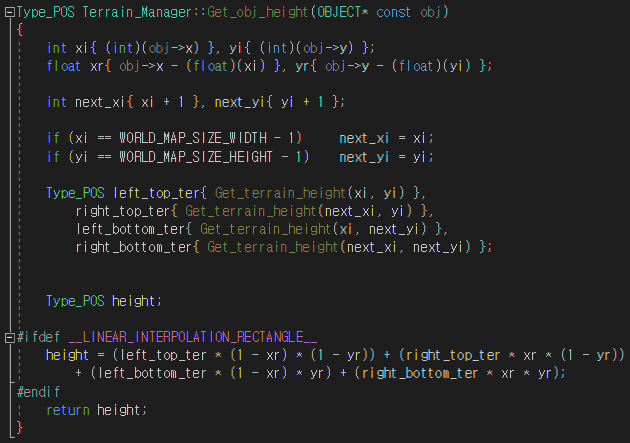 Type_POS Terrain_Manager::Get_obj_height(OBJECT* const obj)
{
int xi{ (int)(obj->x) }, yi{ (int)(obj->y) };
float xr{ obj->x - (float)(xi) }, yr{ obj->y - (float)(yi) };
int next_xi{ xi + 1 }, next_yi{ yi + 1 };
if (xi == WORLD_MAP_SIZE_WIDTH - 1) next_xi = xi;
if (yi == WORLD_MAP_SIZE_HEIGHT - 1) next_yi = yi;
Type_POS left_top_ter{ Get_terrain_height(xi, yi) },
right_top_ter{ Get_terrain_height(next_xi, yi) },
left_bottom_ter{ Get_terrain_height(xi, next_yi) },
right_bottom_ter{ Get_terrain_height(next_xi, next_yi) };
Type_POS height;
#ifdef __LINEAR_INTERPOLATION_RECTANGLE__
height = (left_top_ter * (1 - xr) * (1 - yr)) + (right_top_ter * xr * (1 - yr))
+ (left_bottom_ter * (1 - xr) * yr) + (right_bottom_ter * xr * yr);
#endif
return height;
}